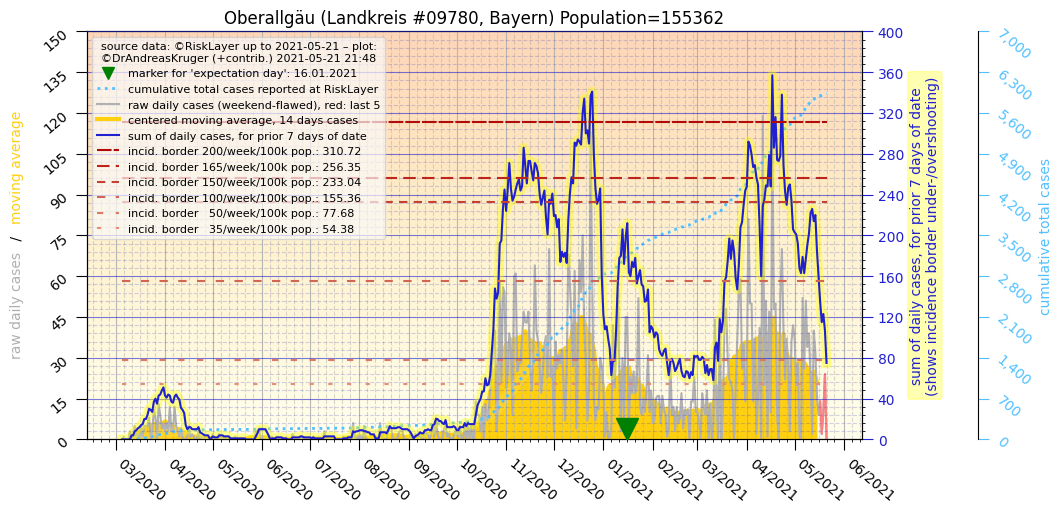 Oberallgäu (Landkreis #09780, Bayern) Population=155362
source data: ©RiskLayer up to 2021-05-21 – plot:
©DrAndreasKruger (+contrib.) 2021-05-21 21:48
marker for 'expectation day': 16.01.2021
cumulative total cases reported at RiskLayer
raw daily cases (weekend-flawed), red: last 5
centered moving average, 14 days cases
sum of daily cases, for prior 7 days of date
incid. border 200/week/100k pop.: 310.72
incid. border 165/week/100k pop.: 256.35
incid. border 150/week/100k pop.: 233.04
incid. border 100/week/100k pop.: 155.36
incid. border 50/week/100k pop.: 77.68
incid. border 35/week/100k pop.: 54.38
raw daily cases / moving average
150
135
120
105
90
75
60
45
30
15
0
03/2020
04/2020
05/2020
06/2020
07/2020
08/2020
09/2020
10/2020
11/2020
12/2020
01/2021
02/2021
03/2021
04/2021
05/2021
06/2021
400
360
320
280
240
200
160
120
80
40
0
sum of daily cases, for prior 7 days of date
(shows incidence border under-/overshooting)
7,000
6,300
5,600
4,900
4,200
3,500
2,800
2,100
1,400
700
0
cumulative total cases